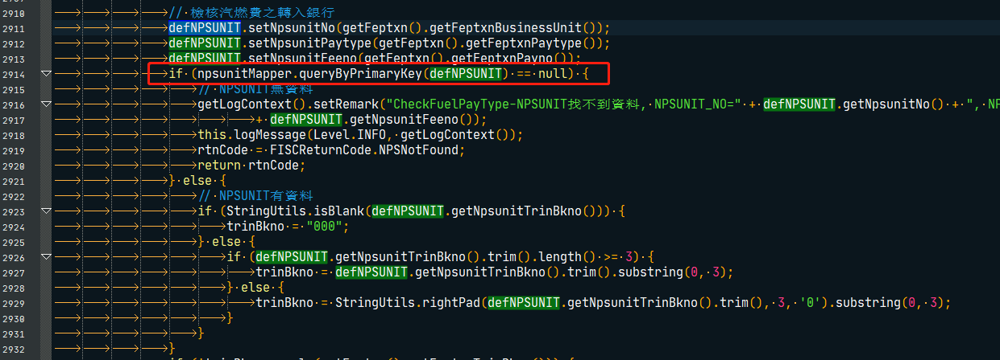 2910 // 檢核汽燃費之轉入銀行
2911 defNPSUNIT.setNpsunitNo(getFeptxn().getFeptxnBusinessUnit());
2912 defNPSUNIT.setNpsunitPaytype(getFeptxn().getFeptxnPaytype());
2913 defNPSUNIT.setNpsunitFeeno(getFeptxn().getFeptxnPayno());
2914 if (npsunitMapper.queryByPrimaryKey(defNPSUNIT) == null) {
2915 // NPSUNIT無資料
2916 getLogContext().setRemark("CheckFuelPayType-NPSUNIT找不到資料, NPSUNIT_NO=" + defNPSUNIT.getNpsunitNo() + ", NP
2917 + defNPSUNIT.getNpsunitFeeno());
2918 this.logMessage(Level.INFO, getLogContext());
2919 rtnCode = FISCReturnCode.NPSNotFound;
2920 return rtnCode;
2921 } else {
2922 // NPSUNIT有資料
2923 if (StringUtils.isBlank(defNPSUNIT.getNpsunitTrinBkno())) {
2924 trinBkno = "000";
2925 } else {
2926 if (defNPSUNIT.getNpsunitTrinBkno().trim().length() >= 3) {
2927 trinBkno = defNPSUNIT.getNpsunitTrinBkno().trim().substring(0, 3);
2928 } else {
2929 trinBkno = StringUtils.rightPad(defNPSUNIT.getNpsunitTrinBkno().trim(), 3, '0').substring(0, 3);
2930 }
2931 }
2932 }